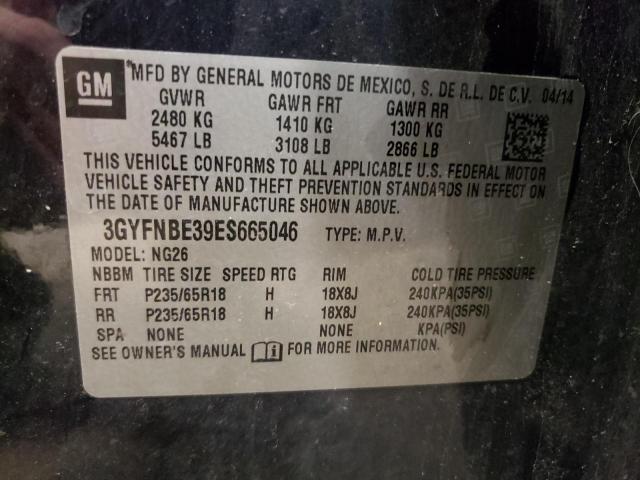 GM
*MFD BY GENERAL MOTORS DE MEXICO, S. DE R.L. DE C.V. 04/14
GVWR GAWR FRT GAWR RR
2480 KG 1410 KG 1300 KG
5467 LB 3108 LB 2866 LB
THIS VEHICLE CONFORMS TO ALL APPLICABLE U.S. FEDERAL MOTOR
VEHICLE SAFETY AND THEFT PREVENTION STANDARDS IN EFFECT ON
THE DATE OF MANUFACTURE SHOWN ABOVE.
3GYFNBE39ES665046 TYPE: M.P.V.
MODEL: NG26
NBBM TIRE SIZE SPEED RTG RIM COLD TIRE PRESSURE
FRT P235/65R18 H 18X8J 240KPA(35PSI)
RR P235/65R18 H 18X8J 240KPA(35PSI)
SPA NONE NONE KPA(PSI)
SEE OWNER'S MANUAL FOR MORE INFORMATION.